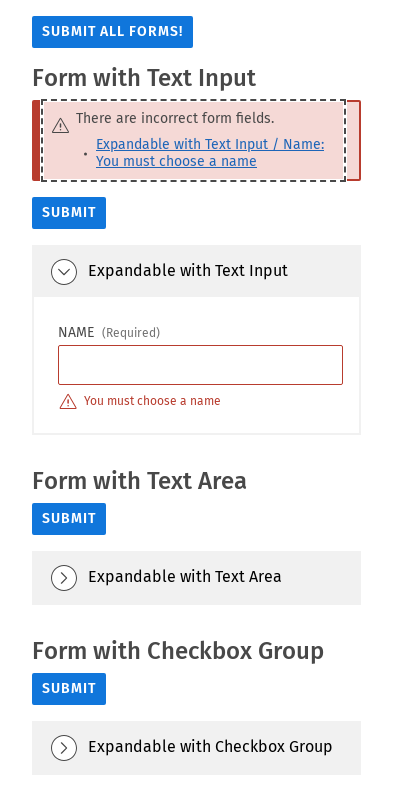 SUBMIT ALL FORMS!
Form with Text Input
There are incorrect form fields.
Expandable with Text Input / Name:
You must choose a name
SUBMIT
Expandable with Text Input
NAME (Required)
You must choose a name
Form with Text Area
SUBMIT
Expandable with Text Area
Form with Checkbox Group
SUBMIT
Expandable with Checkbox Group